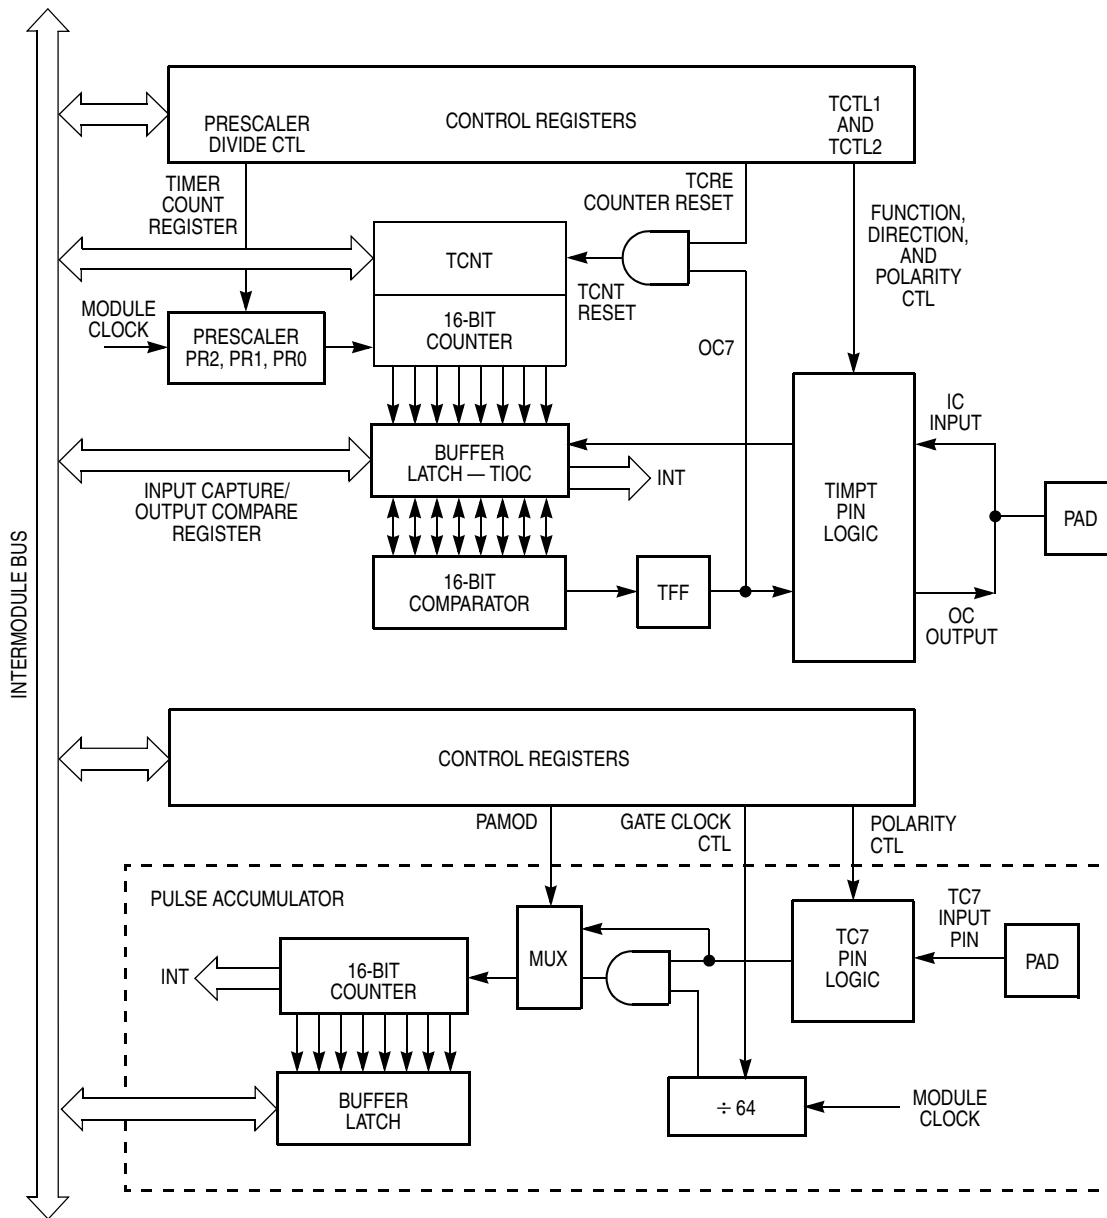 PRESCALER
DIVIDE CTL
CONTROL REGISTERS
TCTL1
AND
TCTL2
TIMER
COUNT
REGISTER
TCRE
COUNTER RESET
FUNCTION,
DIRECTION,
AND
POLARITY
CTL
TCNT
TCNT
RESET
MODULE
CLOCK
PRESCALER
PR2, PR1, PR0
16-BIT
COUNTER
OC7
IC
INPUT
BUFFER
LATCH — TIOC
INT
INPUT CAPTURE/
OUTPUT COMPARE
REGISTER
TIMPT
PIN
LOGIC
PAD
16-BIT
COMPARATOR
TFF
OC
OUTPUT
INTERMODULE BUS
CONTROL REGISTERS
PAMOD
GATE CLOCK
CTL
POLARITY
CTL
PULSE ACCUMULATOR
MUX
TC7
PIN
LOGIC
TC7
INPUT
PIN
PAD
INT
16-BIT
COUNTER
BUFFER
LATCH
÷ 64
MODULE
CLOCK